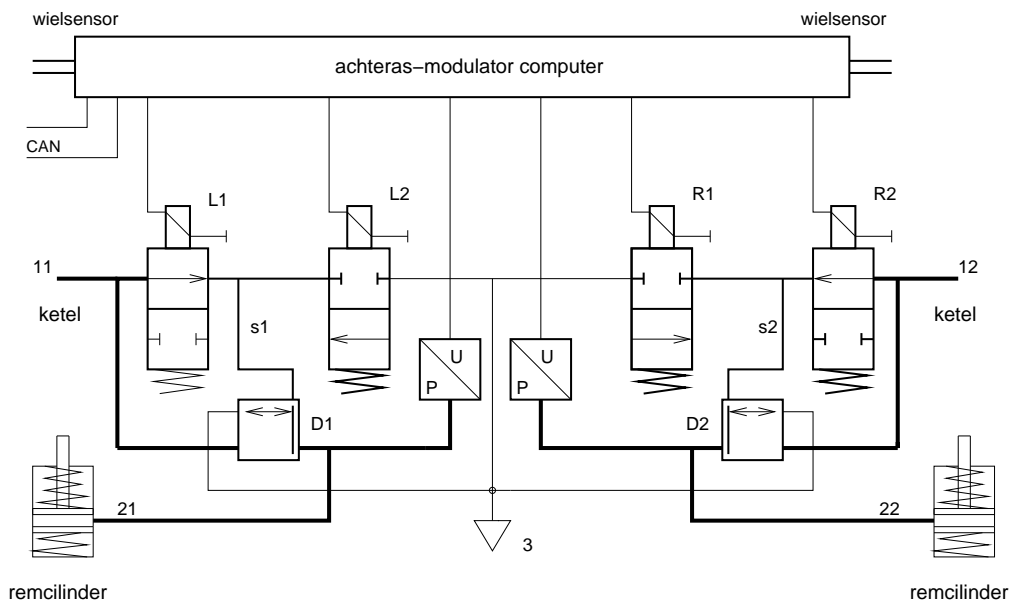 wielsensor
wielsensor
achteras–modulator computer
CAN
L1
L2
R1
R2
11
12
ketel
ketel
s1
s2
U
P
U
P
D1
D2
21
22
3
remcilinder
remcilinder